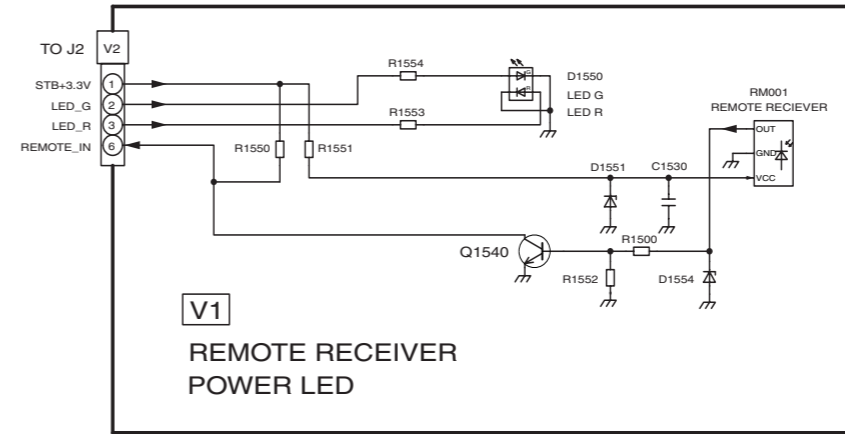 TO J2
V2
STB+3.3V
1
LED_G
2
LED_R
3
REMOTE_IN
6
R1554
R1553
G
R
D1550
LED G
LED R
RM001
REMOTE RECIEVER
OUT
GND
VCC
R1550
R1551
D1551
C1530
Q1540
R1500
R1552
D1554
V1
REMOTE RECEIVER
POWER LED